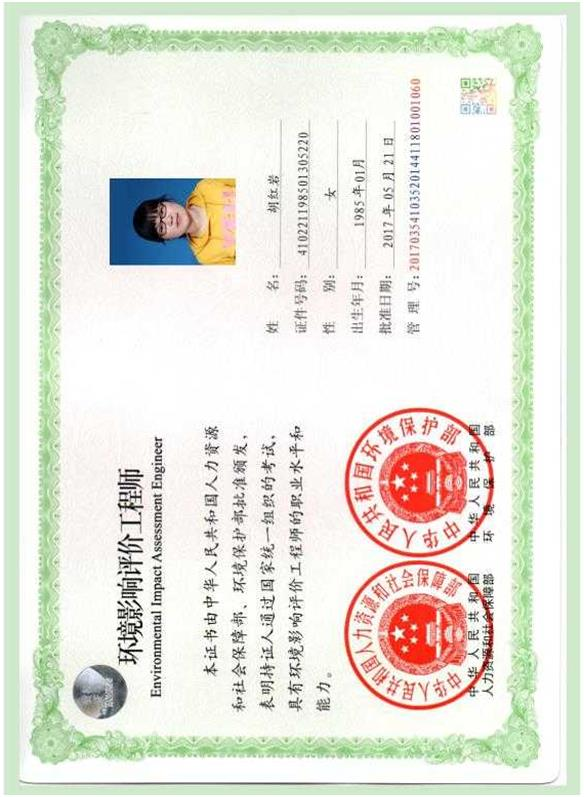 环境影响评价工程师
Environmental Impact Assessment Engineer
本证书由中华人民共和国人力资源
和社会保障部、环境保护部批准颁发，
表明持证人通过国家统一组织的考试，
具有环境影响评价工程师的职业水平和
能力。
中华人民共和国人力资源和社会保障部
中华人民共和国
人力资源和社会保障部
中华人民共和国环境保护部
中华人民共和国
环境保护部
姓 名： 胡红岩
证件号码： 410221198501305220
性 别： 女
出生年月： 1985年01月
批准日期： 2017年05月21日
管 理 号： 2017035410352014411801001060